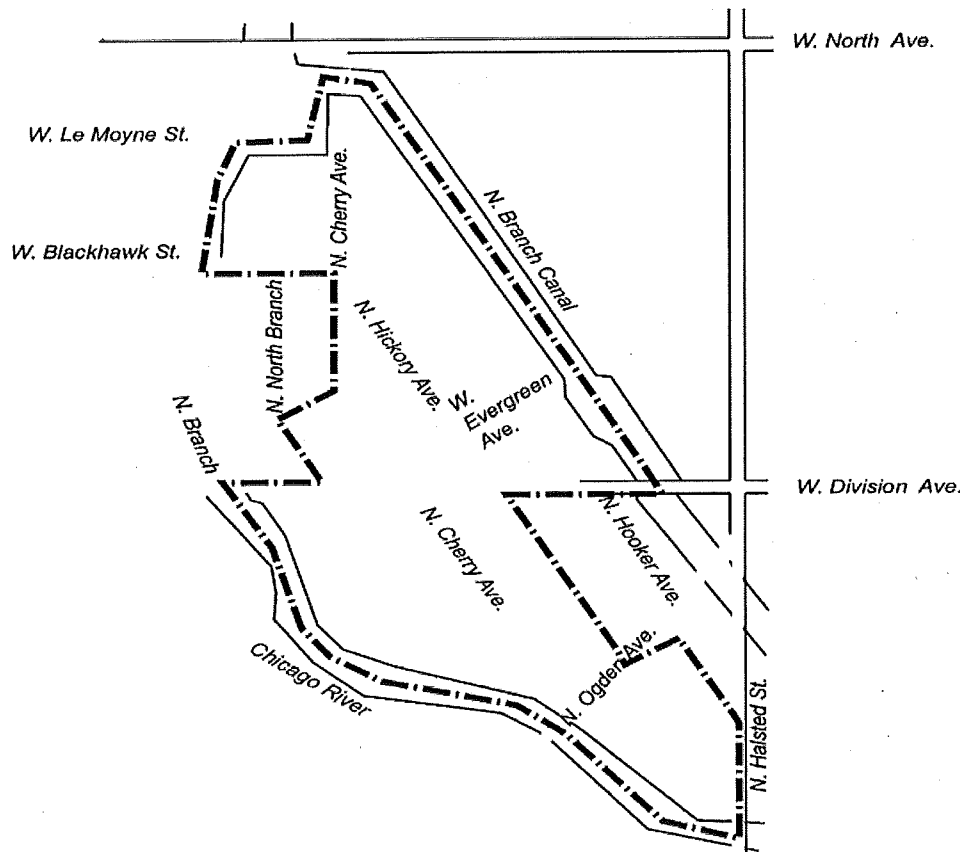 W. North Ave.
W. Le Moyne St.
N. Cherry Ave.
N. Branch Canal
W. Blackhawk St.
N. North Branch
N. Hickory Ave.
W.
Evergreen
Ave.
N. Branch
W. Division Ave.
N. Cherry Ave.
N. Hooker Ave.
N. Ogden Ave.
Chicago River
N. Halsted St.